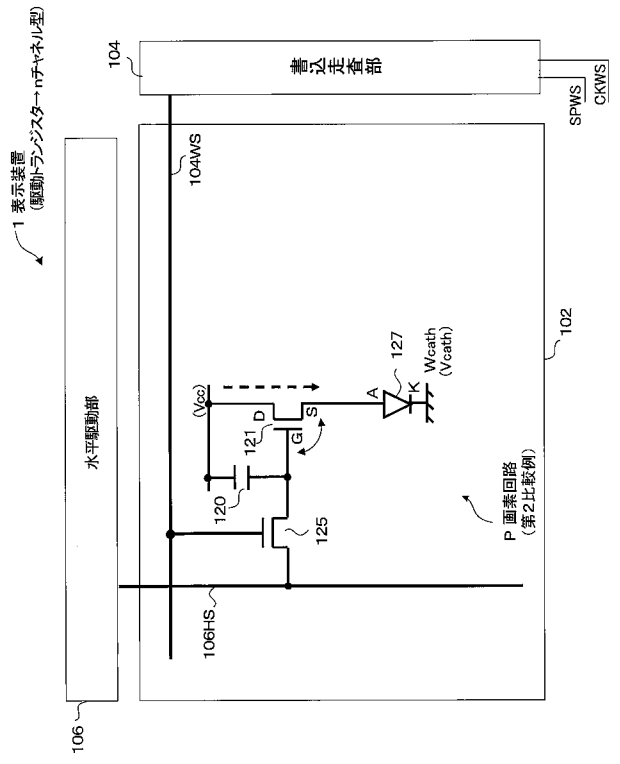 1 表示装置
(駆動トランジスタ→nチャネル型)
106
水平駆動部
104
書込走査部
SPWS
CKWS
104WS
106HS
(Vcc)
120
121
D
G
S
125
A
K
127
Wcath
(Vcath)
P 画素回路
(第2比較例)
102